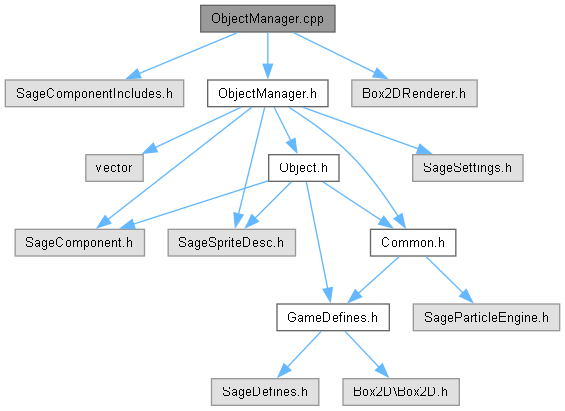 ObjectManager.cpp
SageComponentIncludes.h
ObjectManager.h
Box2DRenderer.h
vector
Object.h
SageSettings.h
SageComponent.h
SageSpriteDesc.h
Common.h
GameDefines.h
SageParticleEngine.h
SageDefines.h
Box2D\Box2D.h